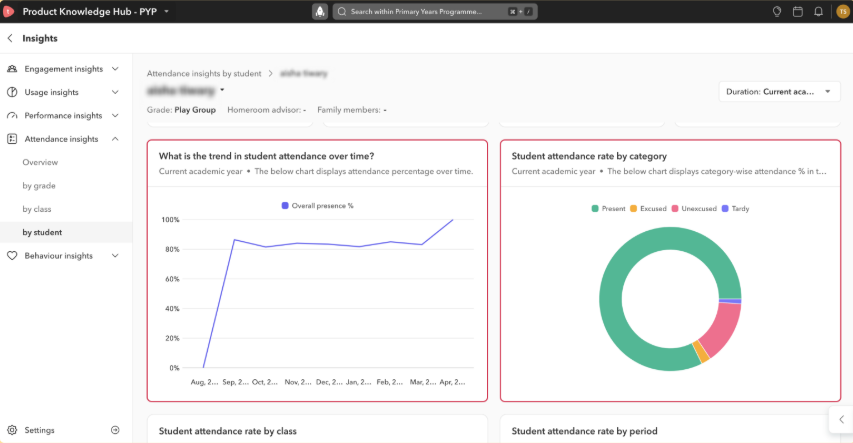 Product Knowledge Hub - PYP
Search within Primary Years Programme... ⌘ + /
TS
Insights
Engagement insights
Usage insights
Performance insights
Attendance insights
Overview
by grade
by class
by student
Behaviour insights
Settings
Attendance insights by student
Duration: Current aca...
Grade: Play Group Homeroom advisor: - Family members: -
What is the trend in student attendance over time?
Current academic year • The below chart displays attendance percentage over time.
Overall presence %
100%
80%
60%
40%
20%
0%
Aug, 2... Sep, 2... Oct, 2... Nov, 2... Dec, 2... Jan, 2... Feb, 2... Mar, 2... Apr, 2...
Student attendance rate by category
Current academic year • The below chart displays category-wise attendance % in t...
Present Excused Unexcused Tardy
Student attendance rate by class
Student attendance rate by period